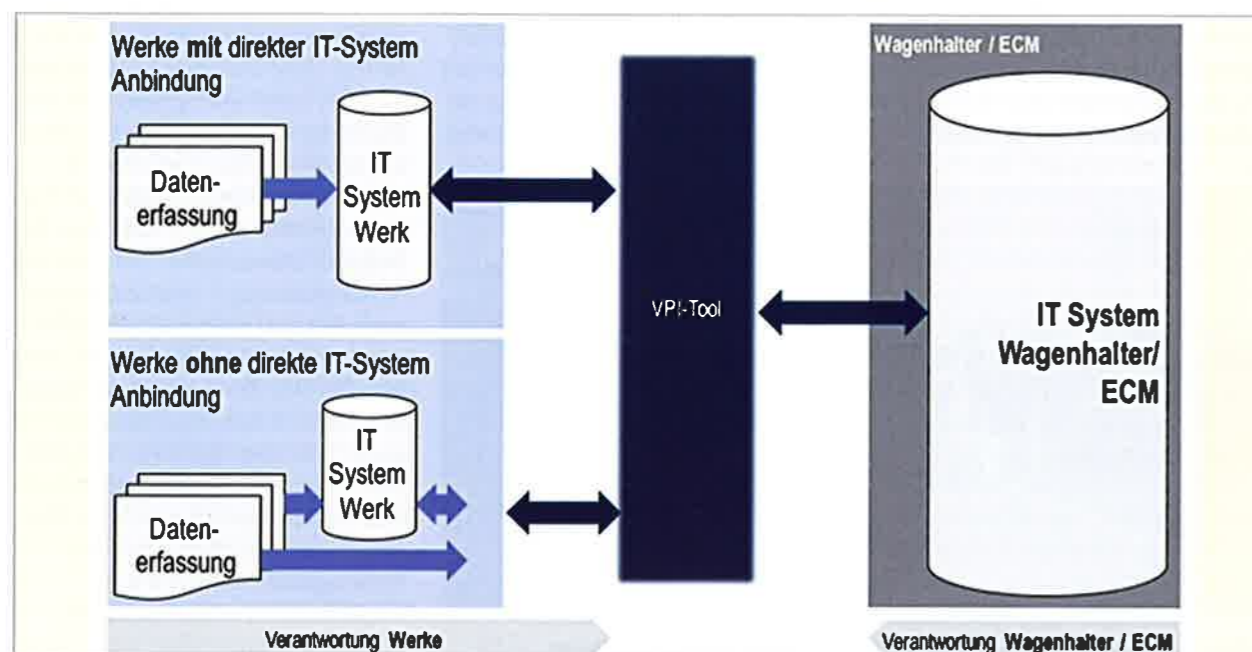 Werke mit direkter IT-System
Anbindung
Daten-
erfassung
IT
System
Werk
Werke ohne direkte IT-System
Anbindung
Daten-
erfassung
IT
System
Werk
VPI-Tool
Wagenhalter / ECM
IT System
Wagenhalter/
ECM
Verantwortung Werke
Verantwortung Wagenhalter / ECM